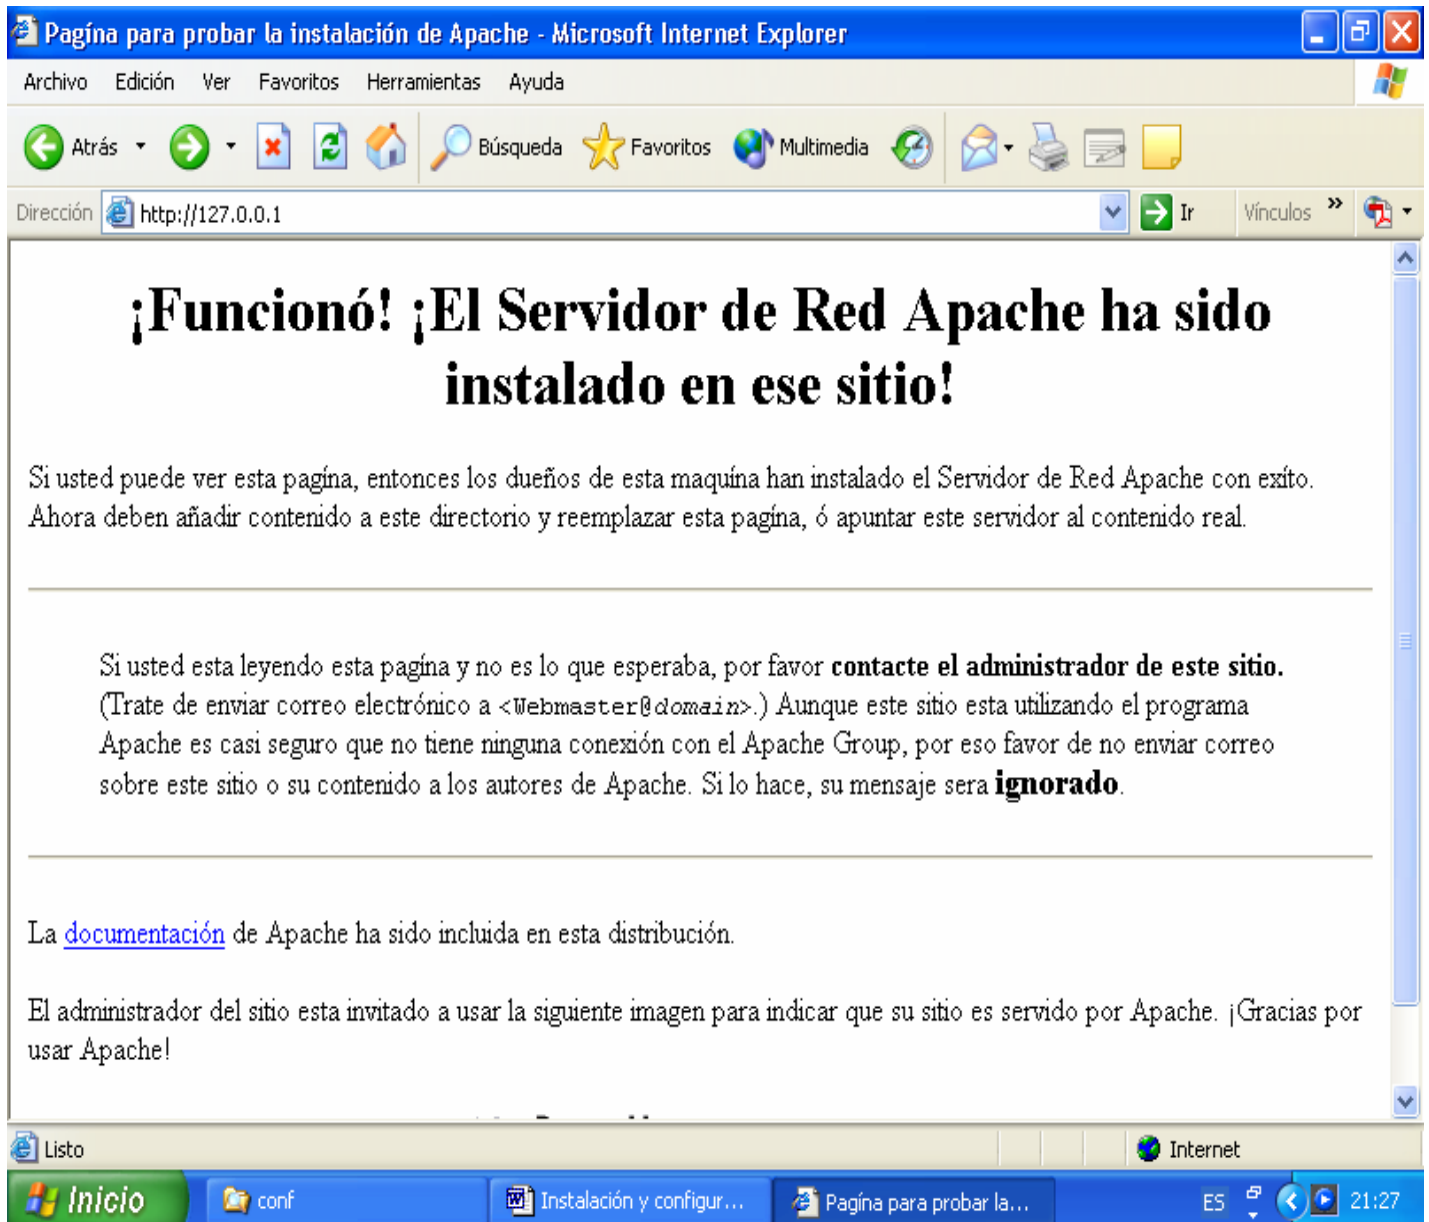 Pagína para probar la instalación de Apache - Microsoft Internet Explorer
Archivo Edición Ver Favoritos Herramientas Ayuda
Atrás Búsqueda Favoritos Multimedia
Dirección http://127.0.0.1 Ir Vínculos »
¡Funcionó! ¡El Servidor de Red Apache ha sido
instalado en ese sitio!
Si usted puede ver esta pagína, entonces los dueños de esta maquína han instalado el Servidor de Red Apache con exíto.
Ahora deben añadir contenido a este directorio y reemplazar esta pagína, ó apuntar este servidor al contenido real.
Si usted esta leyendo esta pagína y no es lo que esperaba, por favor contacte el administrador de este sitio.
(Trate de enviar correo electrónico a <Webmaster@domain>.) Aunque este sitio esta utilizando el programa
Apache es casi seguro que no tiene ninguna conexión con el Apache Group, por eso favor de no enviar correo
sobre este sitio o su contenido a los autores de Apache. Si lo hace, su mensaje sera ignorado.
La documentación de Apache ha sido incluida en esta distribución.
El administrador del sitio esta invitado a usar la siguiente imagen para indicar que su sitio es servido por Apache. ¡Gracias por
usar Apache!
Listo Internet
Inicio conf Instalación y configur... Pagína para probar la... ES 21:27